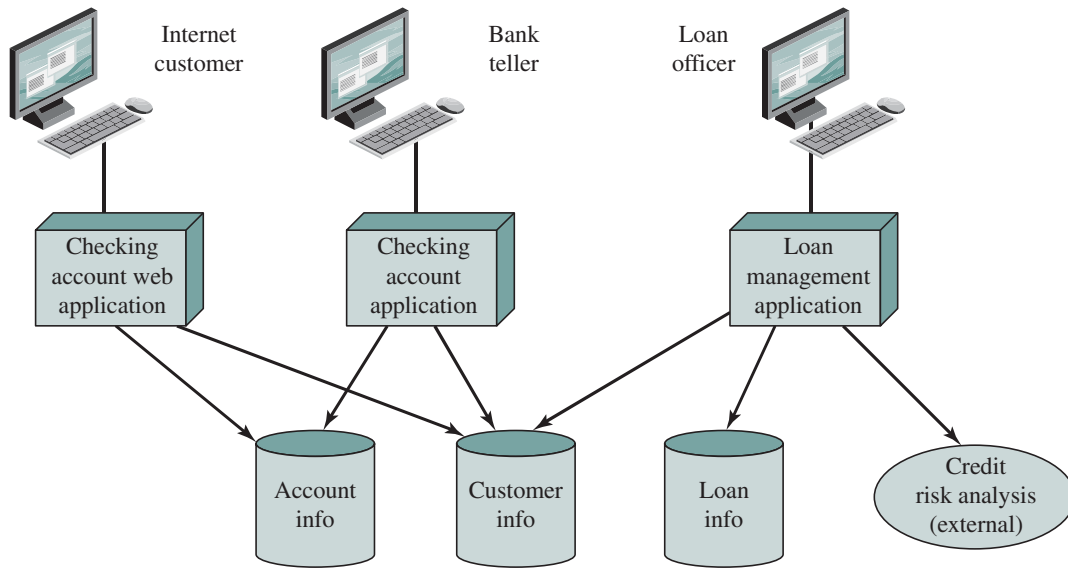 Internet
customer
Bank
teller
Loan
officer
Checking
account web
application
Checking
account
application
Loan
management
application
Account
info
Customer
info
Loan
info
Credit
risk analysis
(external)